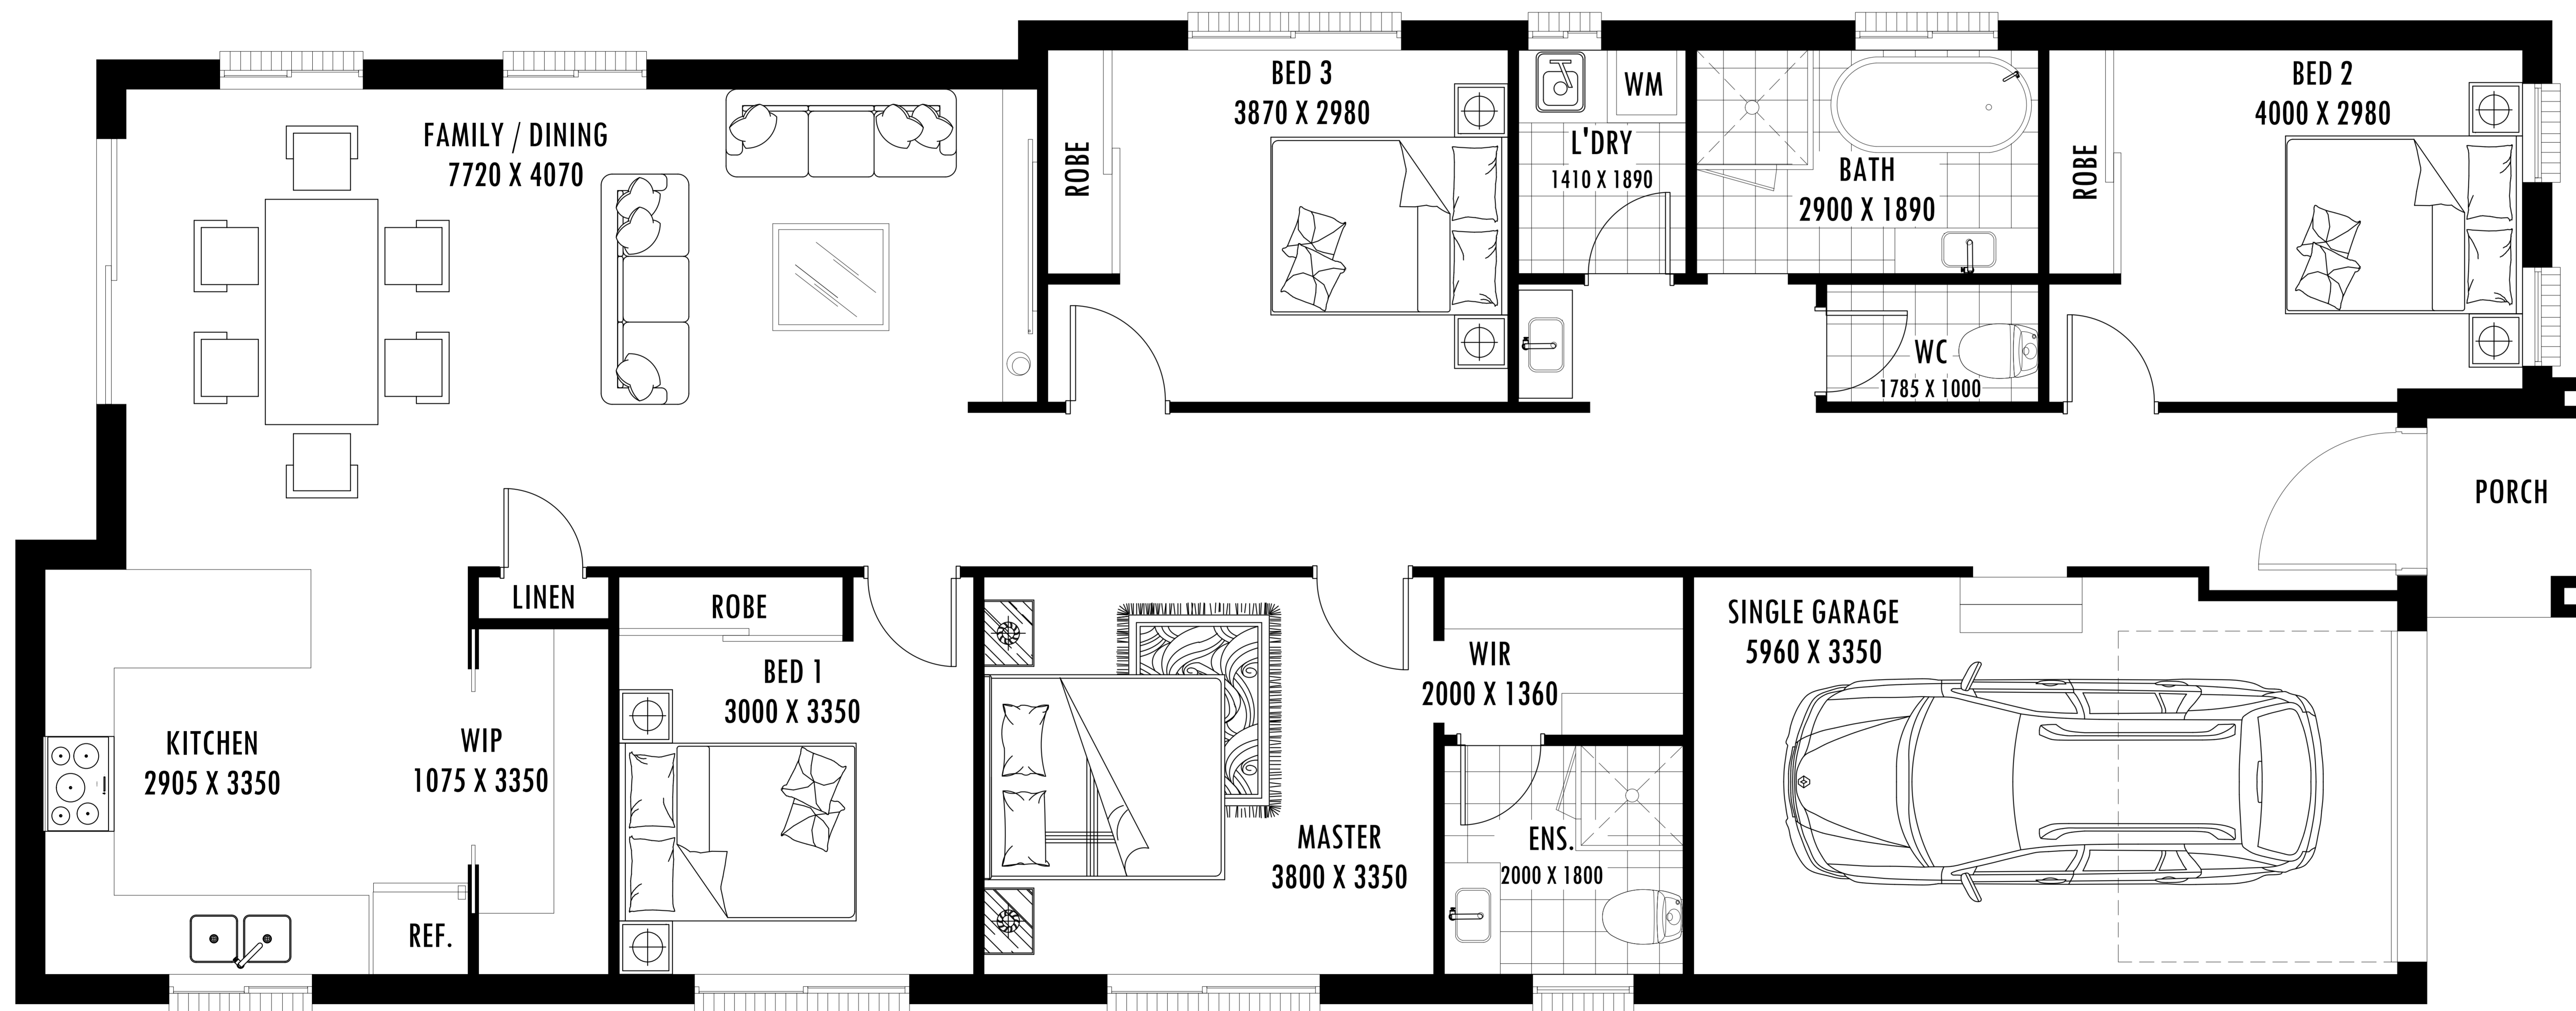 FAMILY / DINING
7720 X 4070
ROBE
BED 3
3870 X 2980
WM
L'DRY
1410 X 1890
BATH
2900 X 1890
WC
1785 X 1000
ROBE
BED 2
4000 X 2980
PORCH
KITCHEN
2905 X 3350
REF.
WIP
1075 X 3350
LINEN
ROBE
BED 1
3000 X 3350
MASTER
3800 X 3350
WIR
2000 X 1360
ENS.
2000 X 1800
SINGLE GARAGE
5960 X 3350